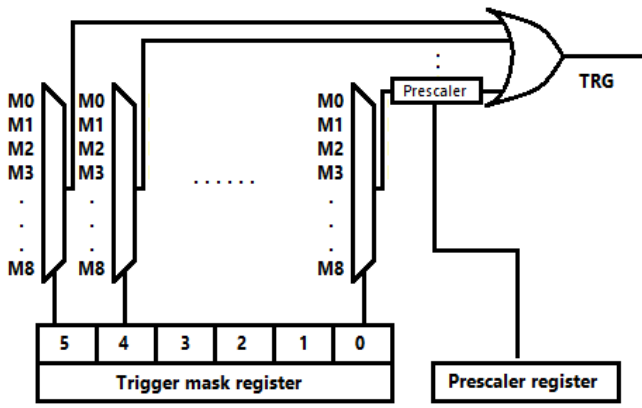 TRG
Prescaler
M0 M0 M0
M1 M1 M1
M2 M2 M2
M3 M3 M3
. . .
. . . . . . . . .
. . .
M8 M8 M8
5 4 3 2 1 0
Trigger mask register
Prescaler register